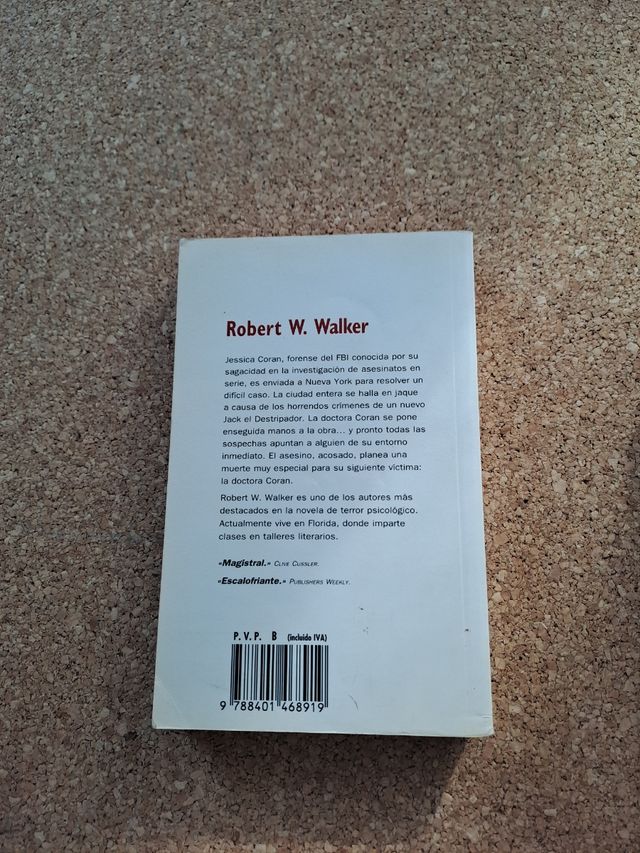 Robert W. Walker
Jessica Coran, forense del FBI conocida por su
sagacidad en la investigación de asesinatos en
serie, es enviada a Nueva York para resolver un
difícil caso. La ciudad entera se halla en jaque
a causa de los horrendos crímenes de un nuevo
Jack el Destripador. La doctora Coran se pone
enseguida manos a la obra... y pronto todas las
sospechas apuntan a alguien de su entorno
inmediato. El asesino, acosado, planea una
muerte muy especial para su siguiente víctima:
la doctora Coran.
Robert W. Walker es uno de los autores más
destacados en la novela de terror psicológico.
Actualmente vive en Florida, donde imparte
clases en talleres literarios.
«Magistral.» CLIVE CUSSLER.
«Escalofriante.» PUBLISHERS WEEKLY.
P.V.P. B (incluido IVA)
9 788401 468919